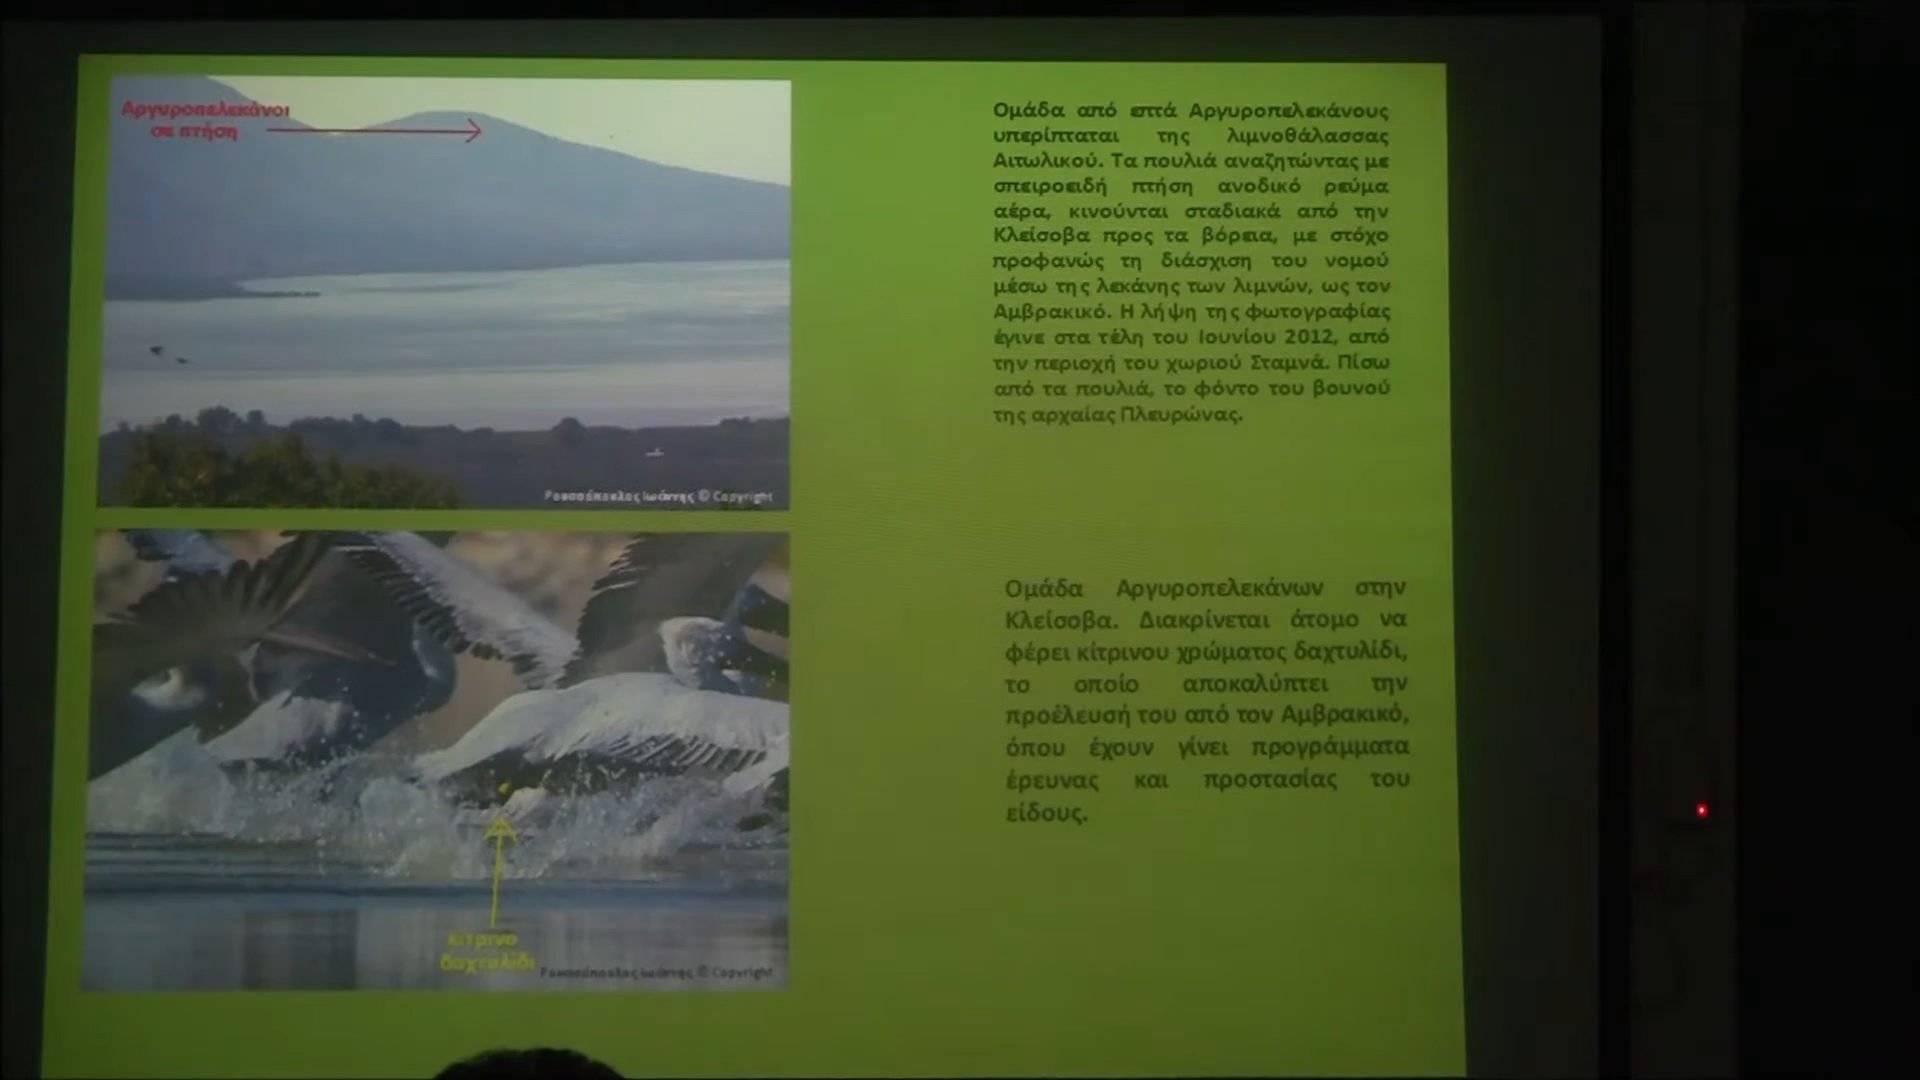 Αργυροπελεκάνοι
σε πτήση
Ρουσσόπουλος Ιωάννης © Copyright
Ομάδα από επτά Αργυροπελεκάνους
υπερίπταται της λιμνοθάλασσας
Αιτωλικού. Τα πουλιά αναζητώντας με
σπειροειδή πτήση ανοδικό ρεύμα
αέρα, κινούνται σταδιακά από την
Κλείσοβα προς τα βόρεια, με στόχο
προφανώς τη διάσχιση του νομού
μέσω της λεκάνης των λιμνών, ως τον
Αμβρακικό. Η λήψη της φωτογραφίας
έγινε στα τέλη του Ιουνίου 2012, από
την περιοχή του χωριού Σταμνά. Πίσω
από τα πουλιά, το φόντο του βουνού
της αρχαίας Πλευρώνας.
κίτρινο
δαχτυλίδι
Ρουσσόπουλος Ιωάννης © Copyright
Ομάδα Αργυροπελεκάνων στην
Κλείσοβα. Διακρίνεται άτομο να
φέρει κίτρινου χρώματος δαχτυλίδι,
το οποίο αποκαλύπτει την
προέλευσή του από τον Αμβρακικό,
όπου έχουν γίνει προγράμματα
έρευνας και προστασίας του
είδους.